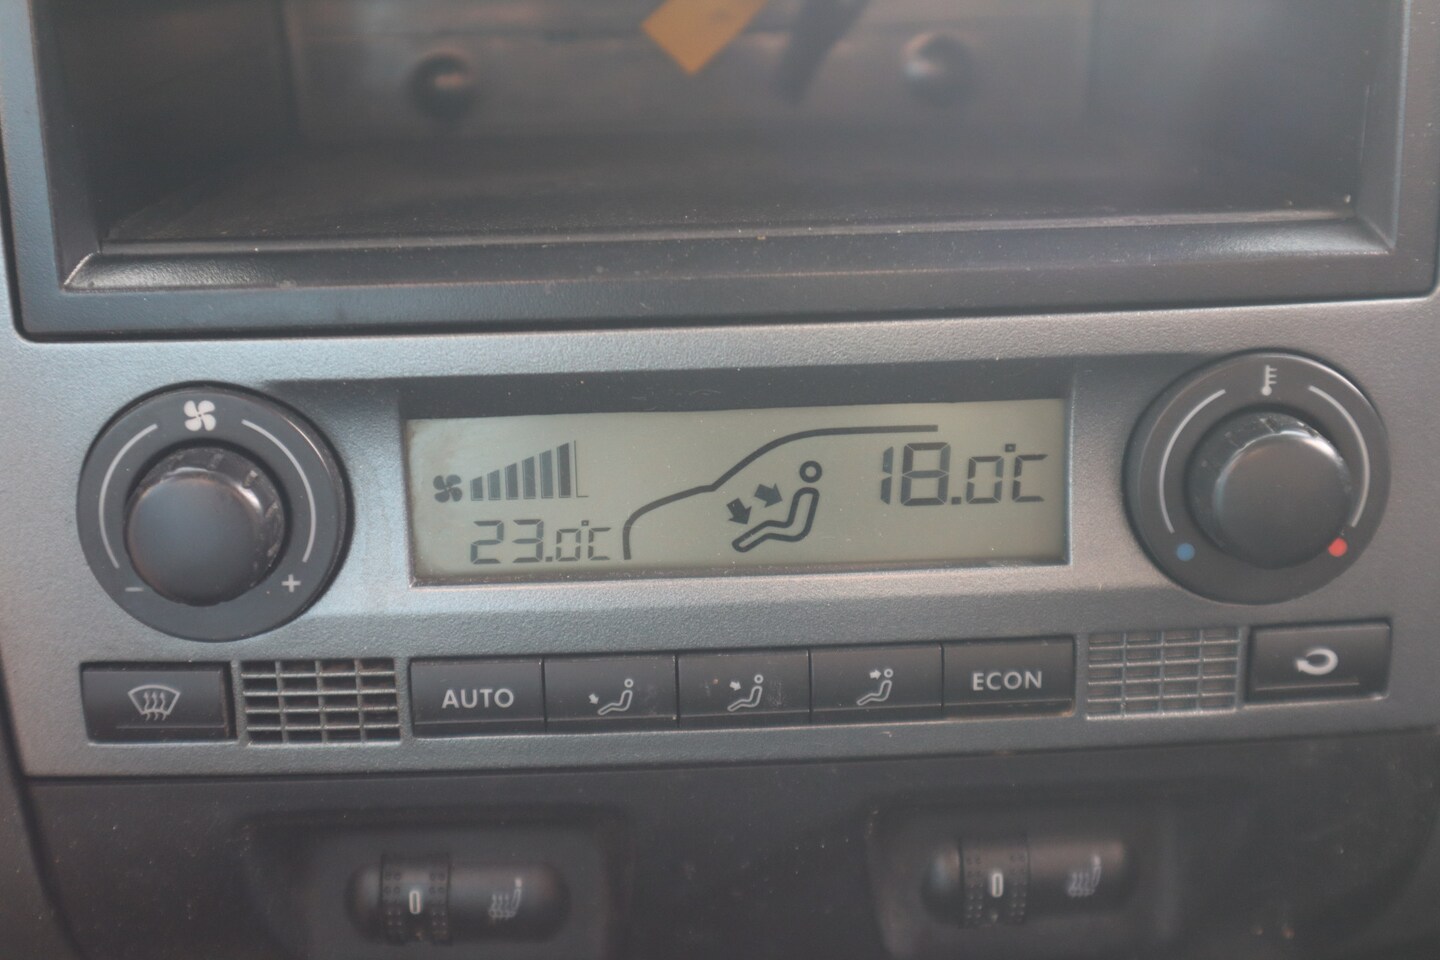 18.0°C
23.0°C
- +
AUTO ECON
0 0